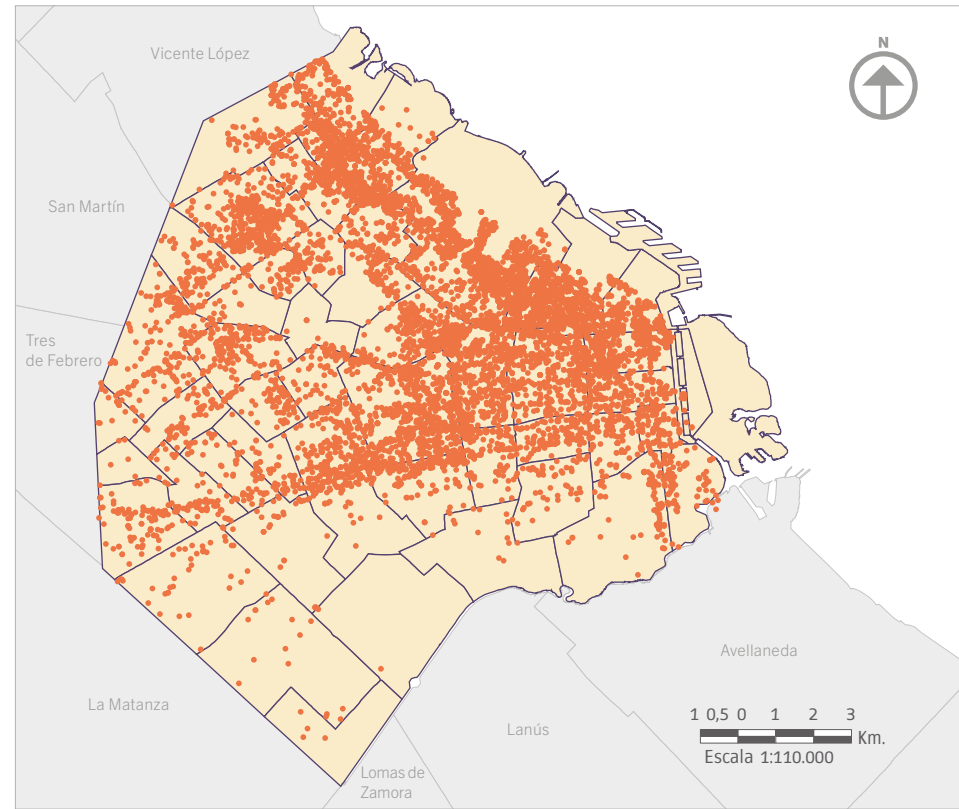 Vicente López
N
San Martín
Tres
de Febrero
La Matanza
Avellaneda
Lanús
Lomas de
Zamora
1 0,5 0 1 2 3
Km.
Escala 1:110.000